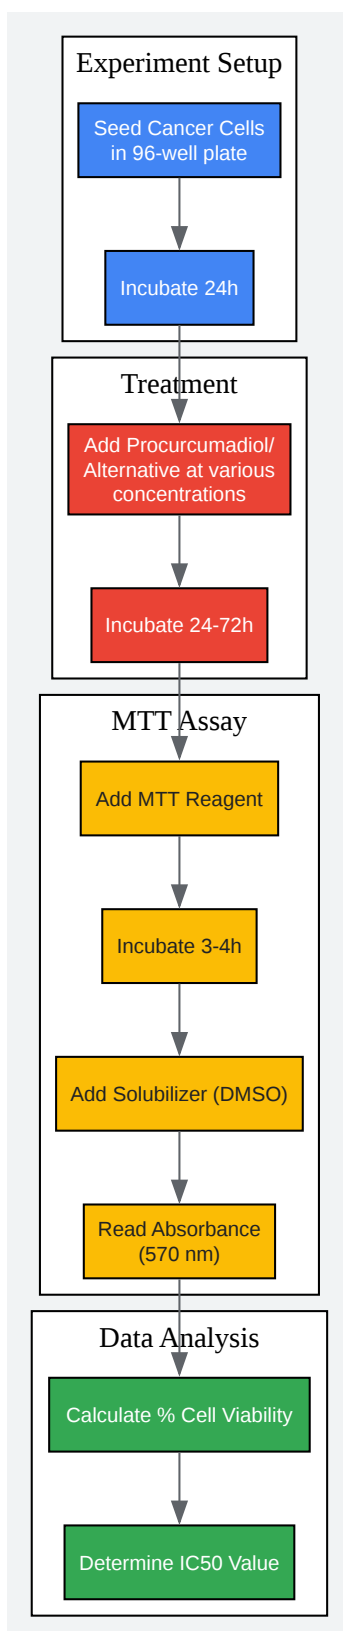 Experiment Setup
Seed Cancer Cells
in 96-well plate
Incubate 24h
Treatment
Add Procurcumadiol/
Alternative at various
concentrations
Incubate 24-72h
MTT Assay
Add MTT Reagent
Incubate 3-4h
Add Solubilizer (DMSO)
Read Absorbance
(570 nm)
Data Analysis
Calculate % Cell Viability
Determine IC50 Value